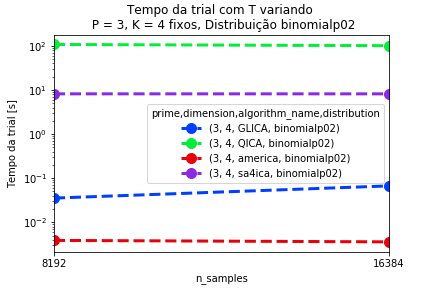 Tempo da trial com T variando
P = 3, K = 4 fixos, Distribuição binomialp02
Tempo da trial [s]
10²
10¹
10⁰
10⁻¹
10⁻²
prime,dimension,algorithm_name,distribution
(3, 4, GLICA, binomialp02)
(3, 4, QICA, binomialp02)
(3, 4, america, binomialp02)
(3, 4, sa4ica, binomialp02)
8192
16384
n_samples